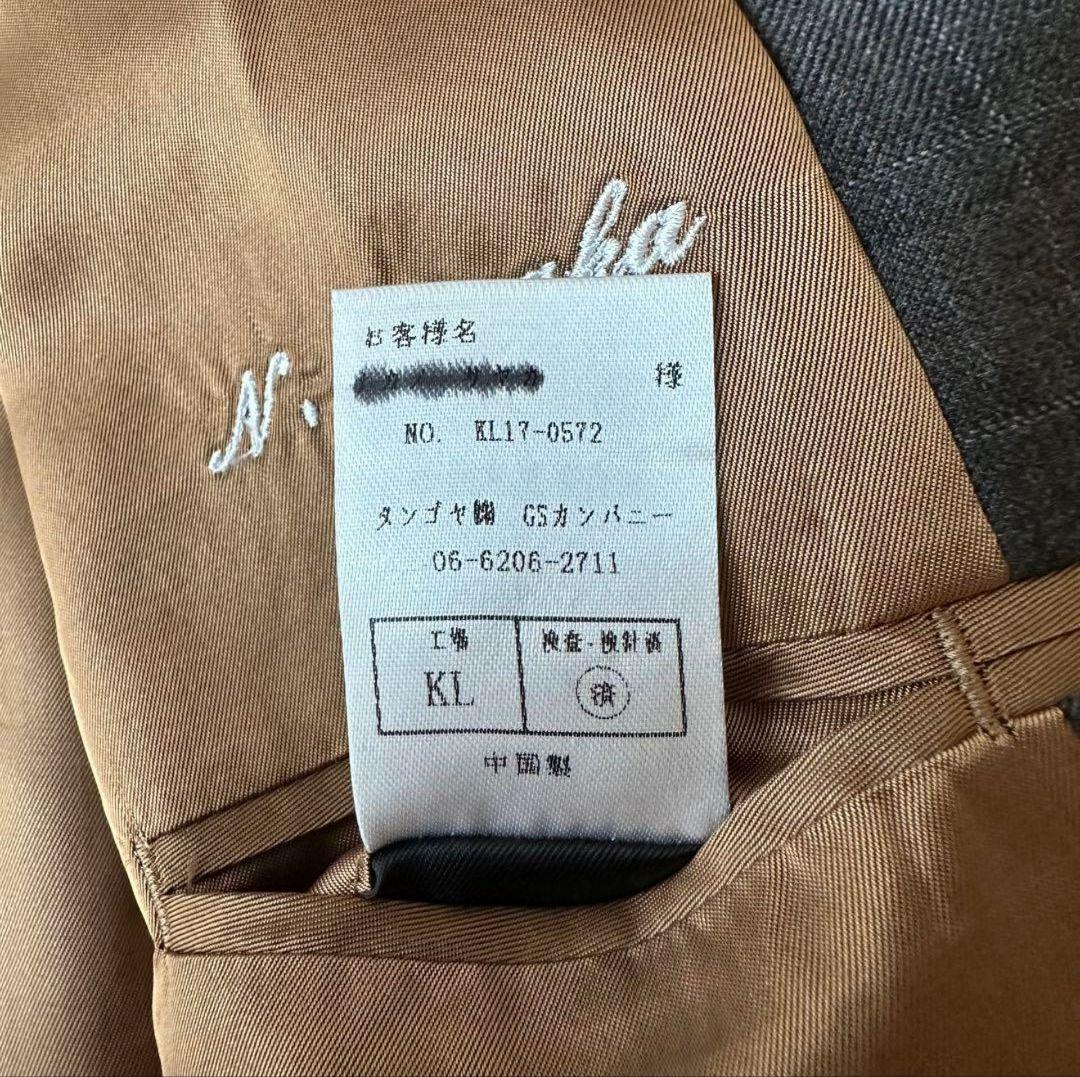 N.
お客様名
様
NO. KL17-0572
タンゴヤ㈱ GSカンパニー
06-6206-2711
工場 検査・検針済
KL 済
中国製